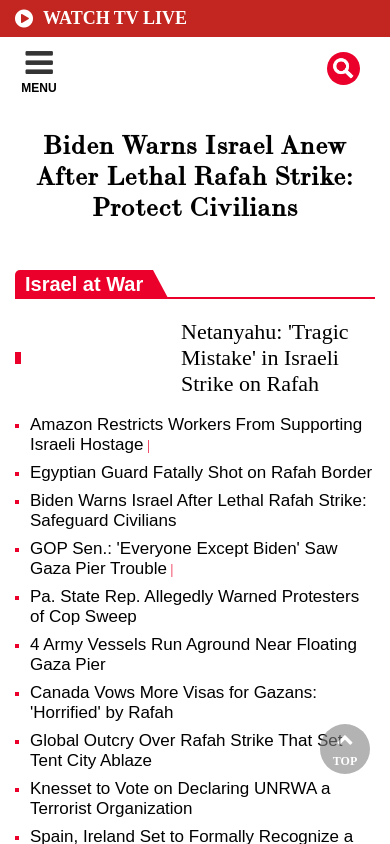 WATCH TV LIVE
MENU
Biden Warns Israel Anew
After Lethal Rafah Strike:
Protect Civilians
Israel at War
Netanyahu: 'Tragic
Mistake' in Israeli
Strike on Rafah
Amazon Restricts Workers From Supporting
Israeli Hostage |
Egyptian Guard Fatally Shot on Rafah Border
Biden Warns Israel After Lethal Rafah Strike:
Safeguard Civilians
GOP Sen.: 'Everyone Except Biden' Saw
Gaza Pier Trouble |
Pa. State Rep. Allegedly Warned Protesters
of Cop Sweep
4 Army Vessels Run Aground Near Floating
Gaza Pier
Canada Vows More Visas for Gazans:
'Horrified' by Rafah
Global Outcry Over Rafah Strike That Set
Tent City Ablaze
TOP
Knesset to Vote on Declaring UNRWA a
Terrorist Organization
Spain, Ireland Set to Formally Recognize a